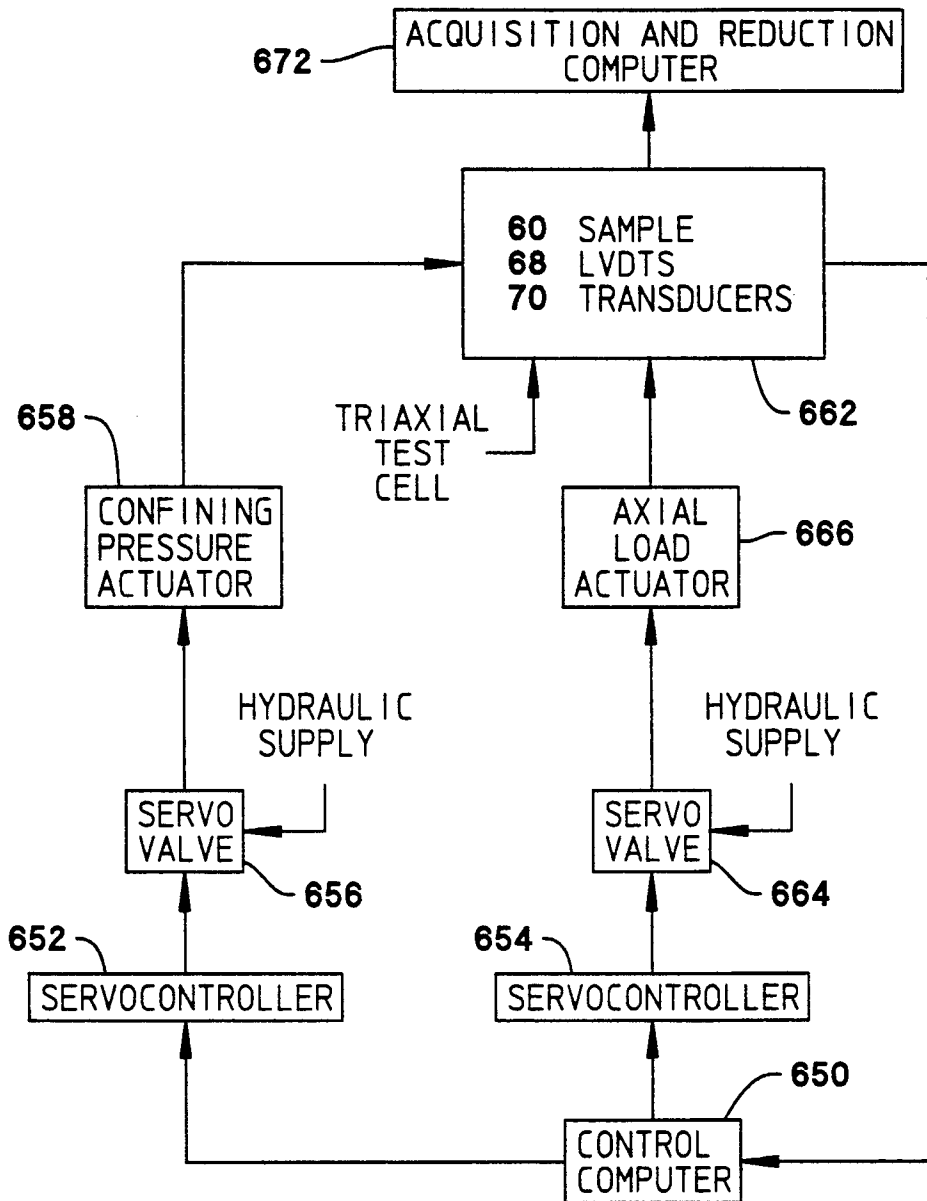 ACQUISITION AND REDUCTION
COMPUTER
672
60 SAMPLE
68 LVDTS
70 TRANSDUCERS
662
TRIAXIAL
TEST
CELL
658
CONFINING
PRESSURE
ACTUATOR
AXIAL
LOAD
ACTUATOR
666
HYDRAULIC
SUPPLY
HYDRAULIC
SUPPLY
SERVO
VALVE
656
SERVO
VALVE
664
652
SERVOCONTROLLER
654
SERVOCONTROLLER
650
CONTROL
COMPUTER